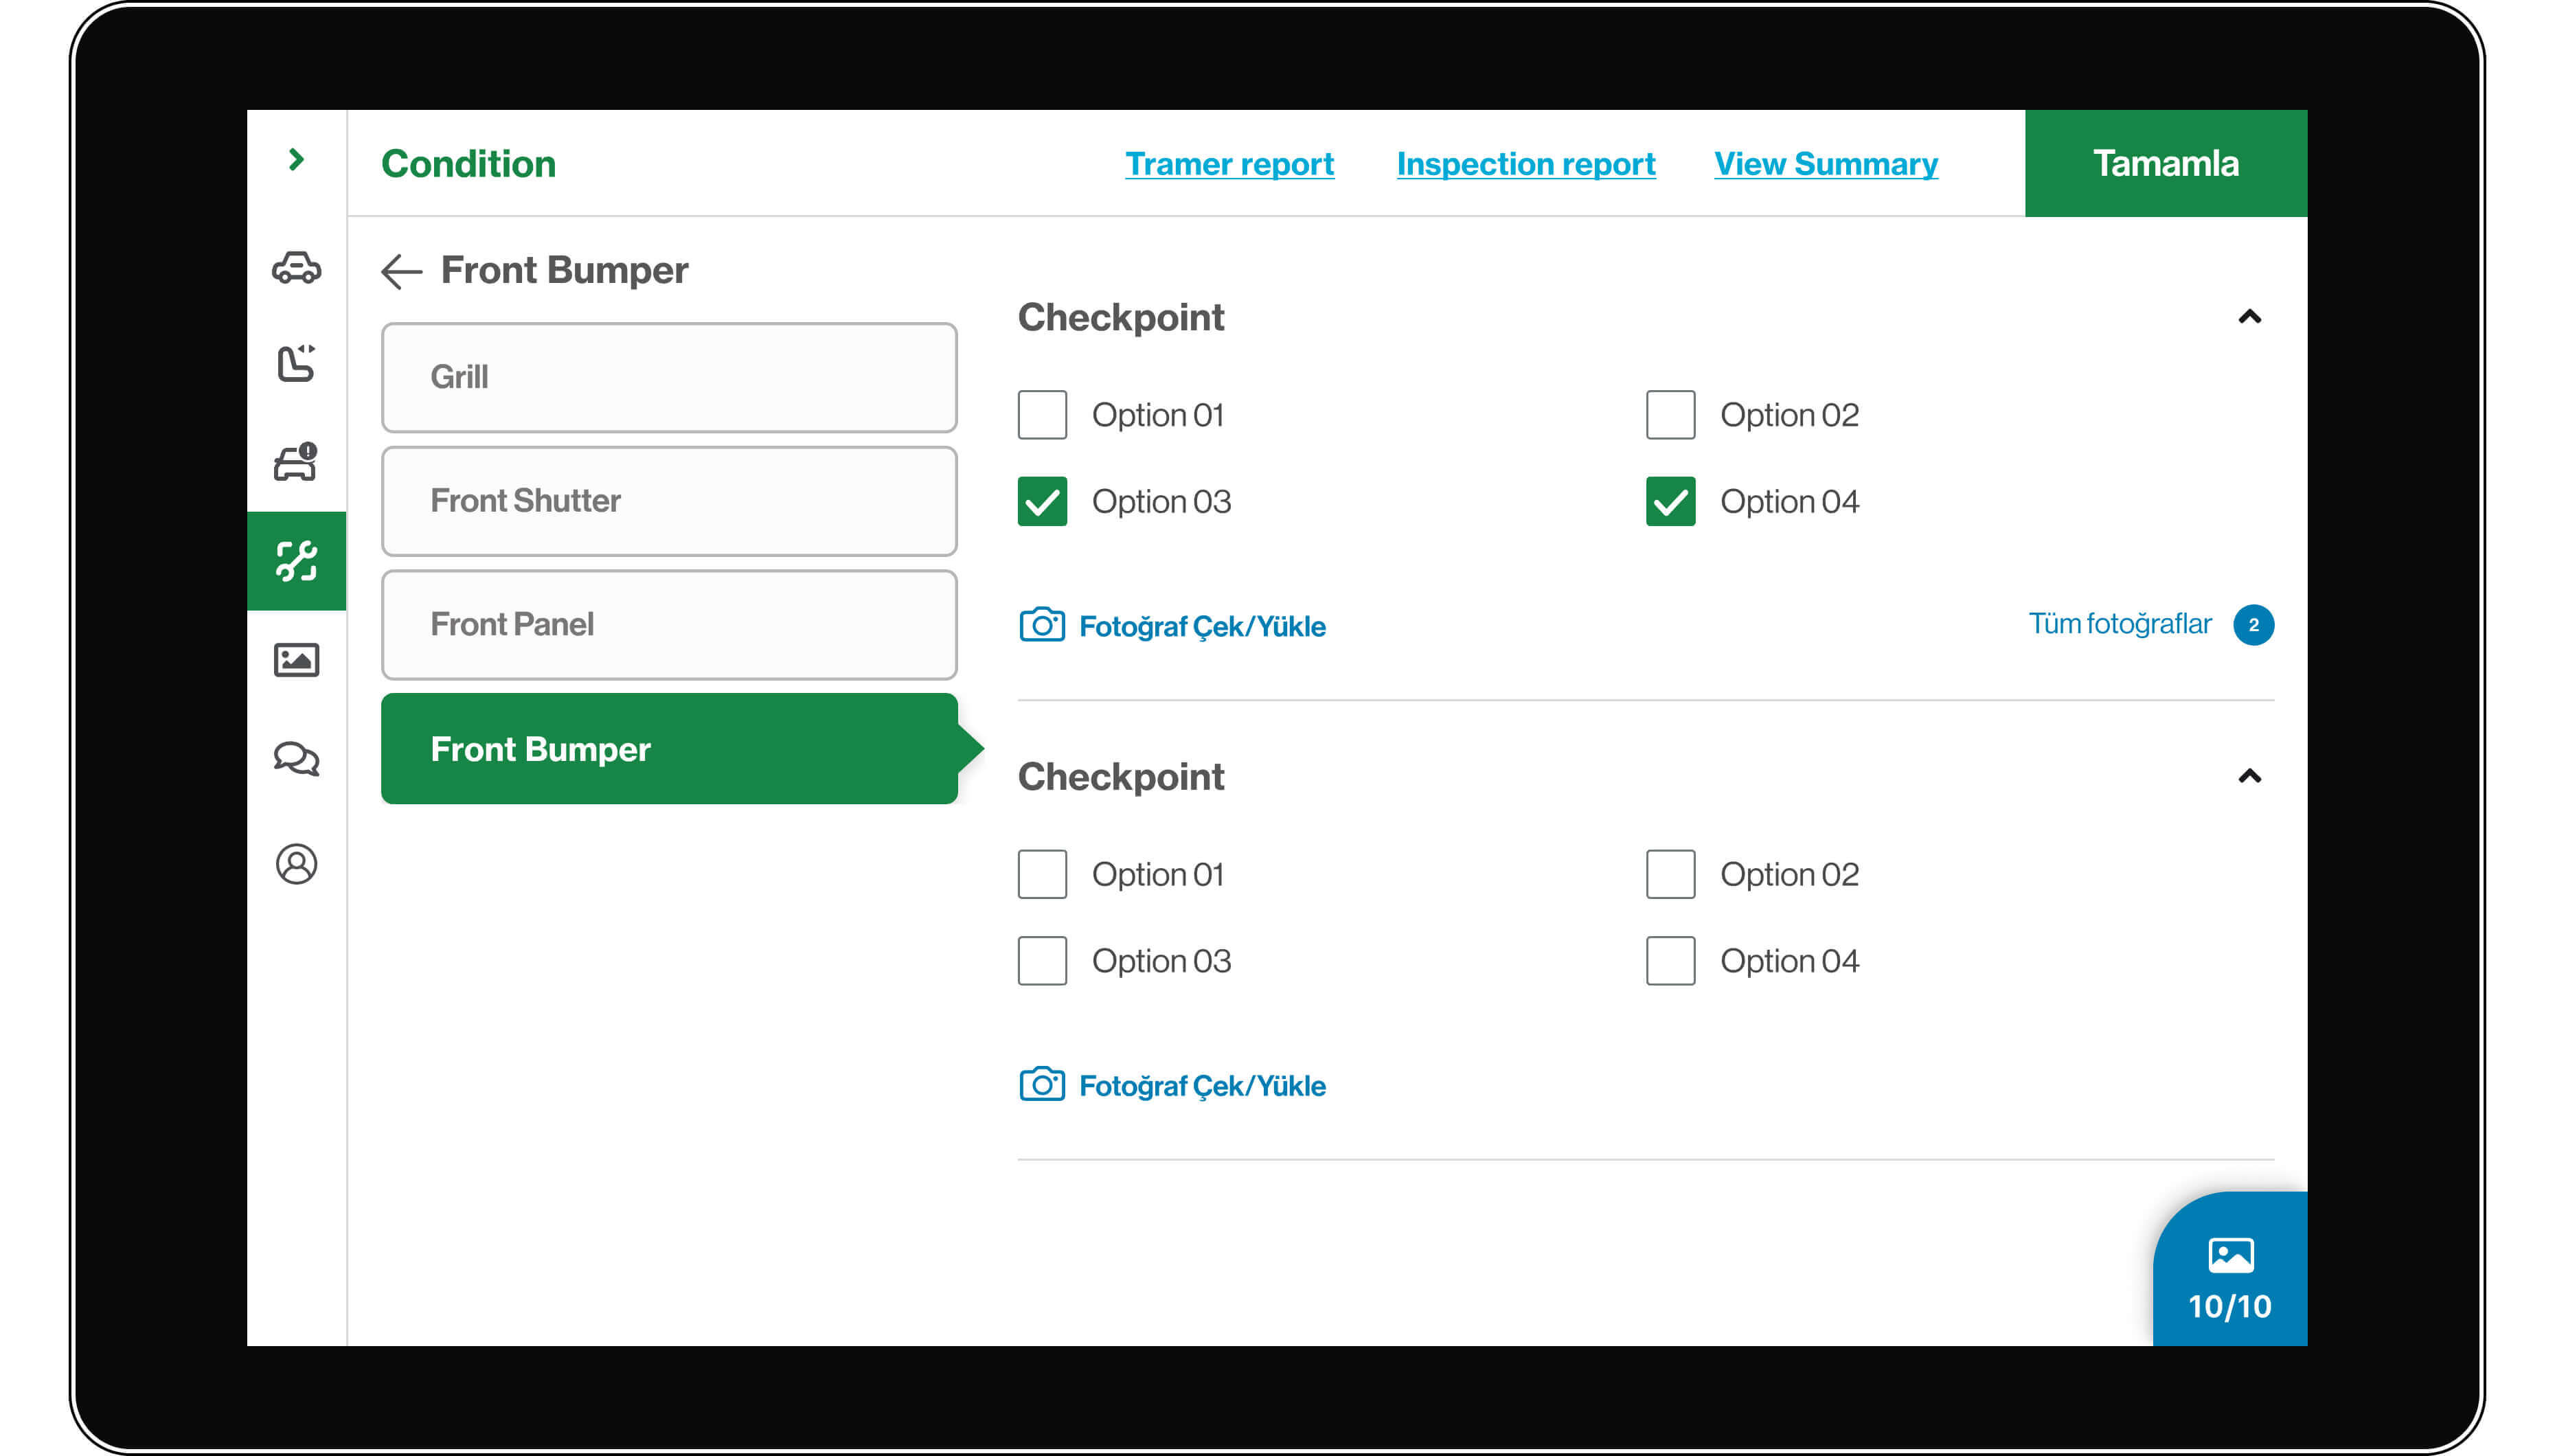 Condition
Tramer report
Inspection report
View Summary
Tamamla
Front Bumper
Grill
Front Shutter
Front Panel
Front Bumper
Checkpoint
Option 01
Option 02
Option 03
Option 04
Fotoğraf Çek/Yükle
Tüm fotoğraflar
2
Checkpoint
Option 01
Option 02
Option 03
Option 04
Fotoğraf Çek/Yükle
10/10